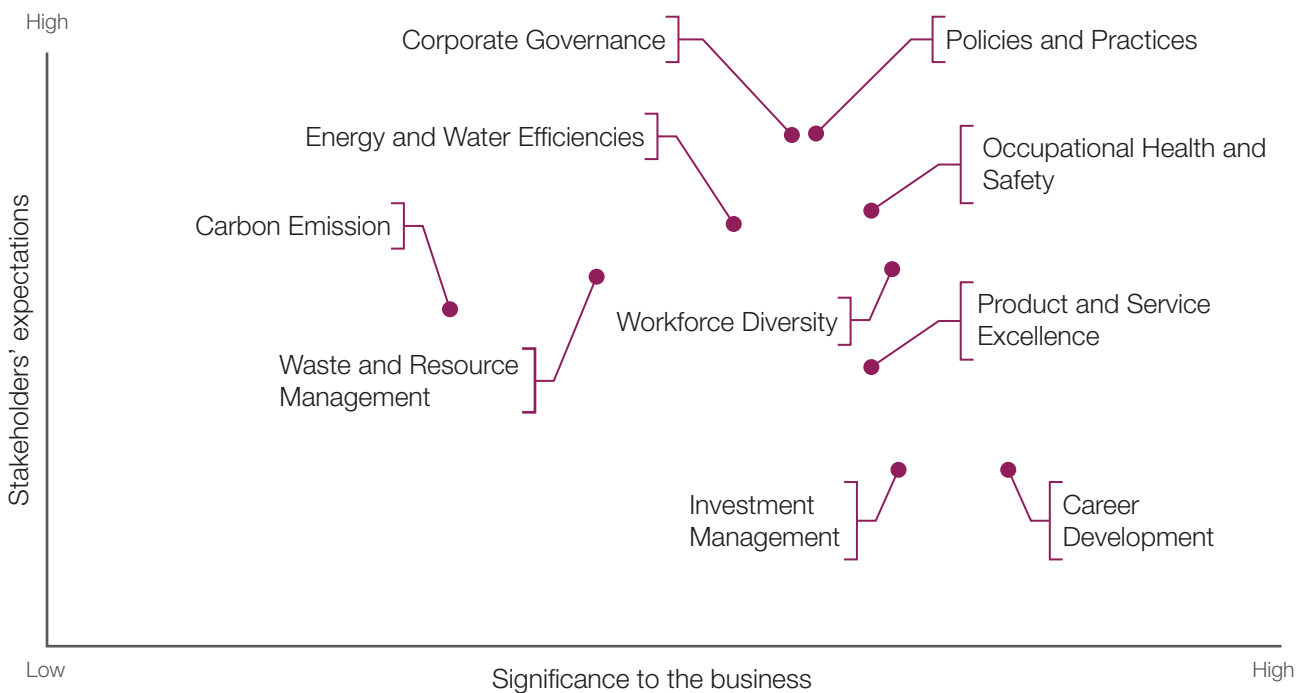 High
Corporate Governance
Policies and Practices
Energy and Water Efficiencies
Occupational Health and
Safety
Carbon Emission
Stakeholders’ expectations
Workforce Diversity
Product and Service
Excellence
Waste and Resource
Management
Investment
Management
Career
Development
Low
Significance to the business
High